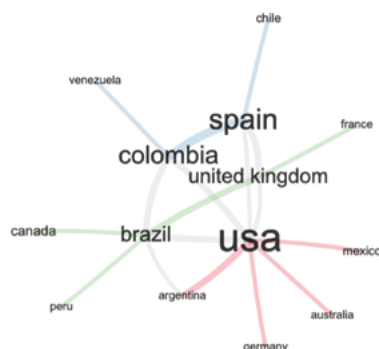 chile
venezuela
spain
france
colombia
united kingdom
canada
brazil
usa
mexico
argentina
peru
australia
germany